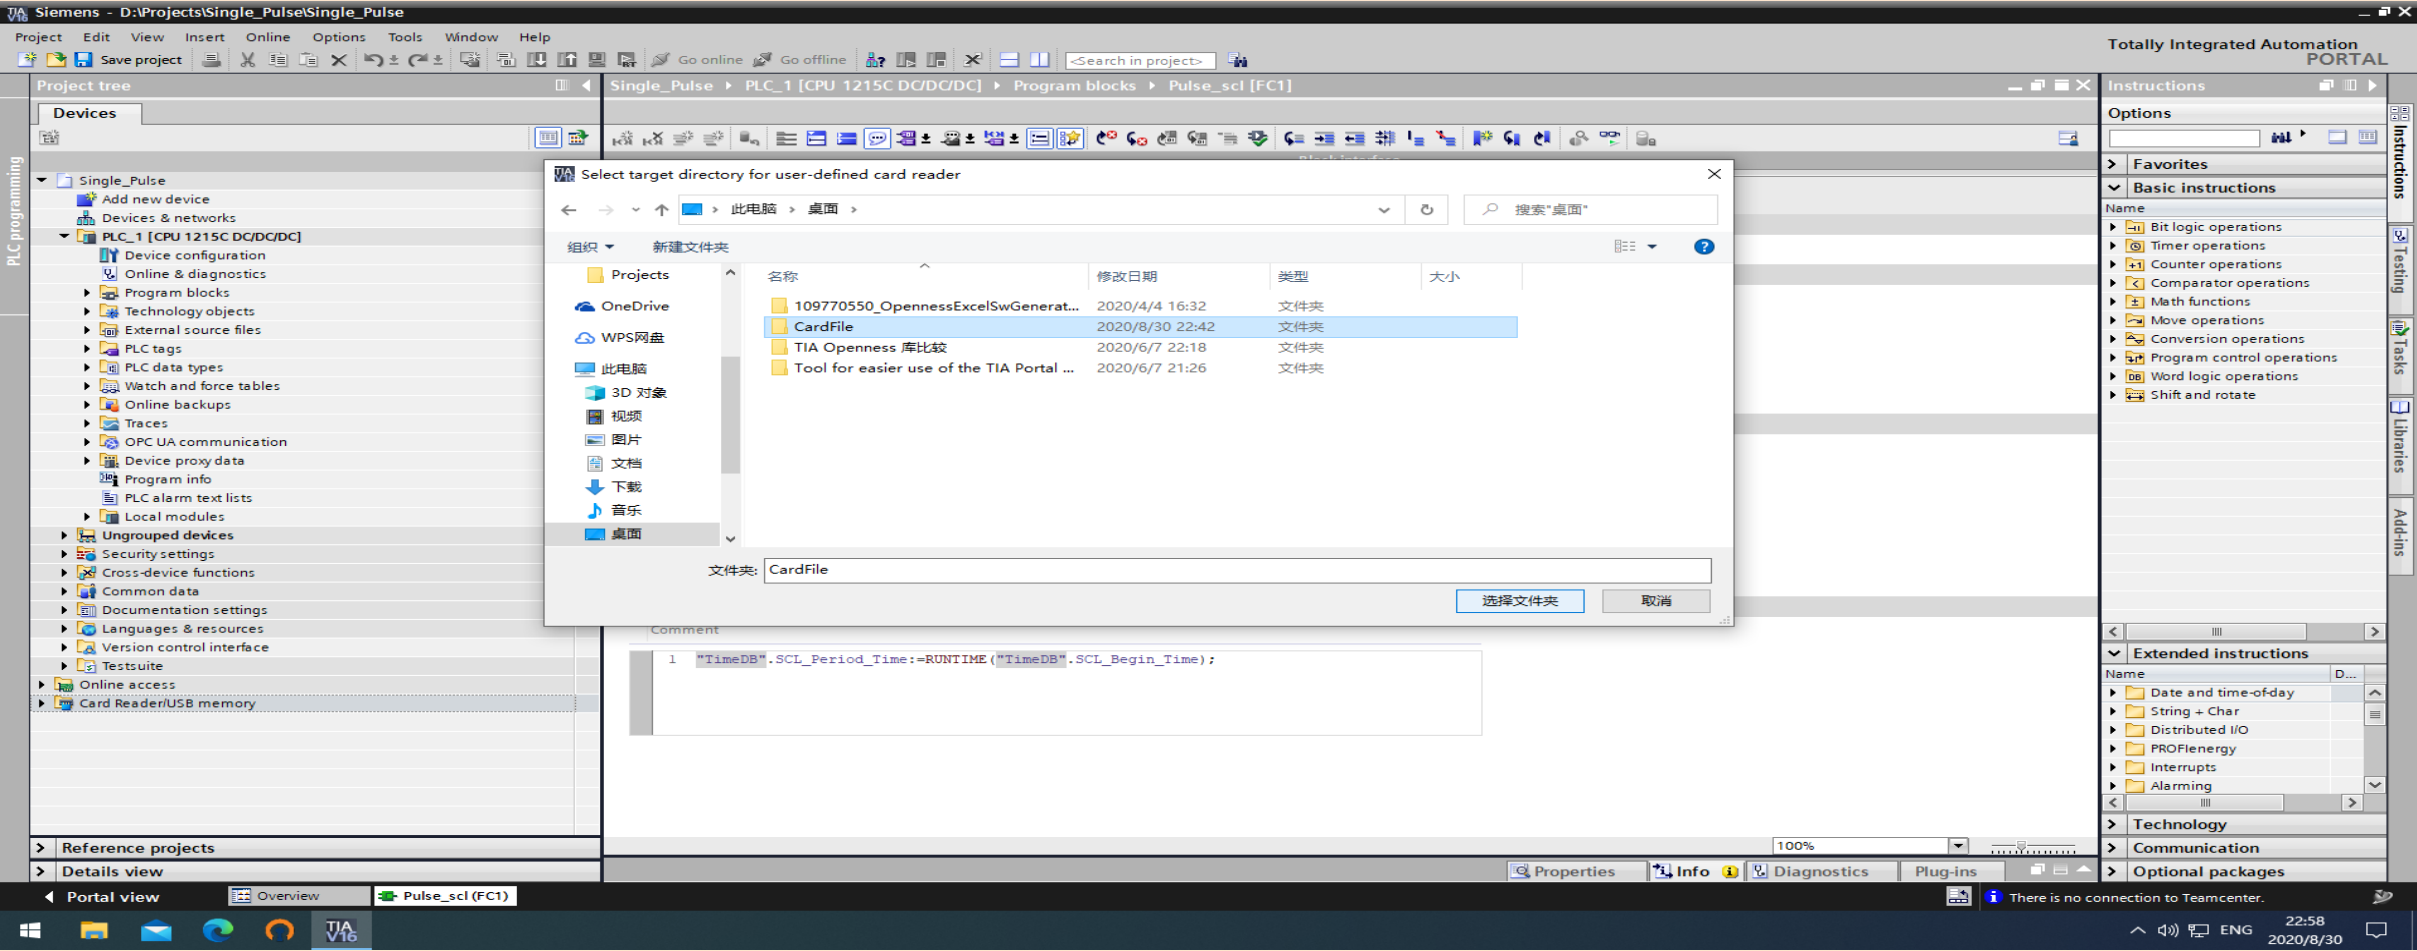 Siemens - D:\Projects\Single_Pulse\Single_Pulse
Project Edit View Insert Online Options Tools Window Help
Totally Integrated Automation
PORTAL
Save project Go online Go offline <Search in project>
Project tree
Single_Pulse PLC_1 [CPU 1215C DC/DC/DC] Program blocks Pulse_scl [FC1]
Instructions
Devices
Options
PLC programming
Single_Pulse
Add new device
Devices & networks
PLC_1 [CPU 1215C DC/DC/DC]
Device configuration
Online & diagnostics
Program blocks
Technology objects
External source files
PLC tags
PLC data types
Watch and force tables
Online backups
Traces
OPC UA communication
Device proxy data
Program info
PLC alarm text lists
Local modules
Ungrouped devices
Security settings
Cross-device functions
Common data
Documentation settings
Languages & resources
Version control interface
Testsuite
Online access
Card Reader/USB memory
Reference projects
Details view
Select target directory for user-defined card reader
此电脑 桌面
搜索"桌面"
组织 新建文件夹
Projects
OneDrive
WPS网盘
此电脑
3D 对象
视频
图片
文档
下载
音乐
桌面
名称 修改日期 类型 大小
109770550_OpennessExcelSwGenerat... 2020/4/4 16:32 文件夹
CardFile 2020/8/30 22:42 文件夹
TIA Openness 库比较 2020/6/7 22:18 文件夹
Tool for easier use of the TIA Portal ... 2020/6/7 21:26 文件夹
文件夹: CardFile
选择文件夹 取消
Comment
1 "TimeDB".SCL_Period_Time:=RUNTIME("TimeDB".SCL_Begin_Time);
100%
Properties Info Diagnostics Plug-ins
Favorites
Basic instructions
Name
Bit logic operations
Timer operations
Counter operations
Comparator operations
Math functions
Move operations
Conversion operations
Program control operations
Word logic operations
Shift and rotate
Extended instructions
Name D...
Date and time-of-day
String + Char
Distributed I/O
PROFIenergy
Interrupts
Alarming
Technology
Communication
Optional packages
Instructions
Testing
Tasks
Libraries
Add-ins
Portal view Overview Pulse_scl (FC1)
There is no connection to Teamcenter.
TIA V16
ENG
22:58
2020/8/30